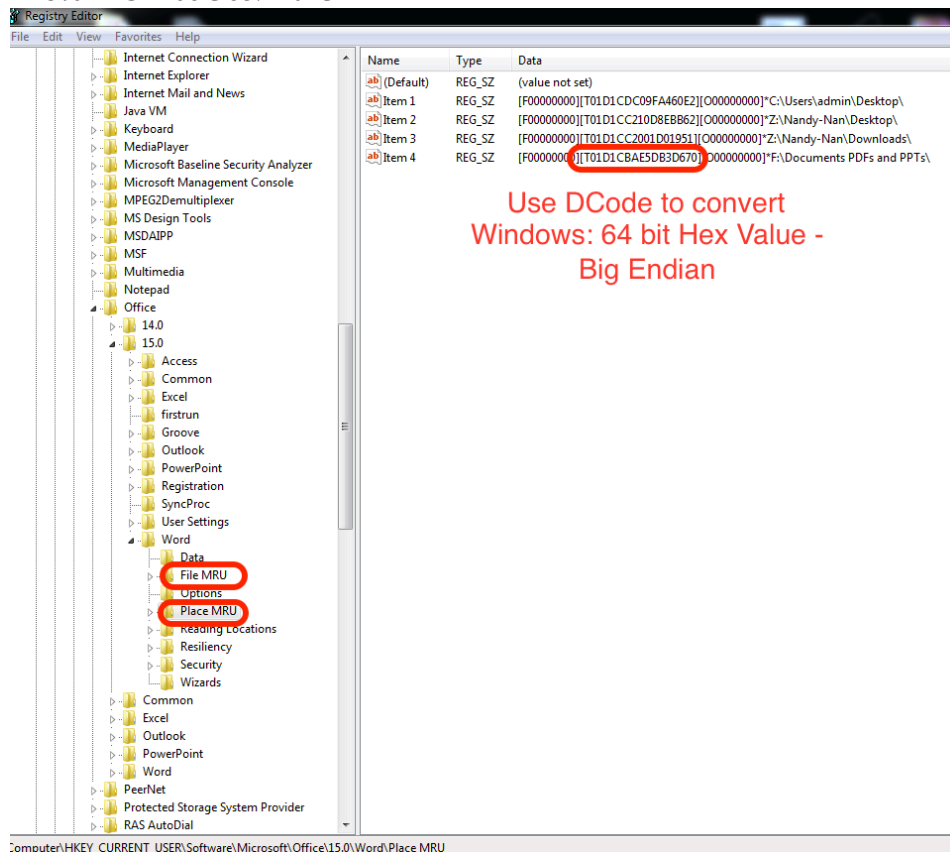 Registry Editor
File Edit View Favorites Help
Internet Connection Wizard
Internet Explorer
Internet Mail and News
Java VM
Keyboard
MediaPlayer
Microsoft Baseline Security Analyzer
Microsoft Management Console
MPEG2Demultiplexer
MS Design Tools
MSDAIPP
MSF
Multimedia
Notepad
Office
14.0
15.0
Access
Common
Excel
firstrun
Groove
Outlook
PowerPoint
Registration
SyncProc
User Settings
Word
Data
File MRU
Options
Place MRU
Reading Locations
Resiliency
Security
Wizards
Common
Excel
Outlook
PowerPoint
Word
PeerNet
Protected Storage System Provider
RAS AutoDial
Name Type Data
(Default) REG_SZ (value not set)
Item 1 REG_SZ [F00000000][T01D1CDC09FA460E2][O00000000]*C:\Users\admin\Desktop\
Item 2 REG_SZ [F00000000][T01D1CC210D8EBB62][O00000000]*Z:\Nandy-Nan\Desktop\
Item 3 REG_SZ [F00000000][T01D1CC2001D01951][O00000000]*Z:\Nandy-Nan\Downloads\
Item 4 REG_SZ [F00000000][T01D1CBAE5DB3D670][O00000000]*F:\Documents PDFs and PPTs\
Use DCode to convert
Windows: 64 bit Hex Value -
Big Endian
Computer\HKEY_CURRENT_USER\Software\Microsoft\Office\15.0\Word\Place MRU